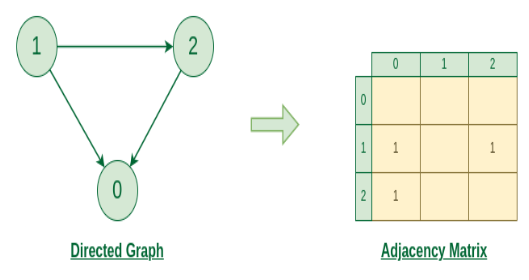 1 2
0
Directed Graph
0 1 2
0
1 1 1
2 1
Adjacency Matrix